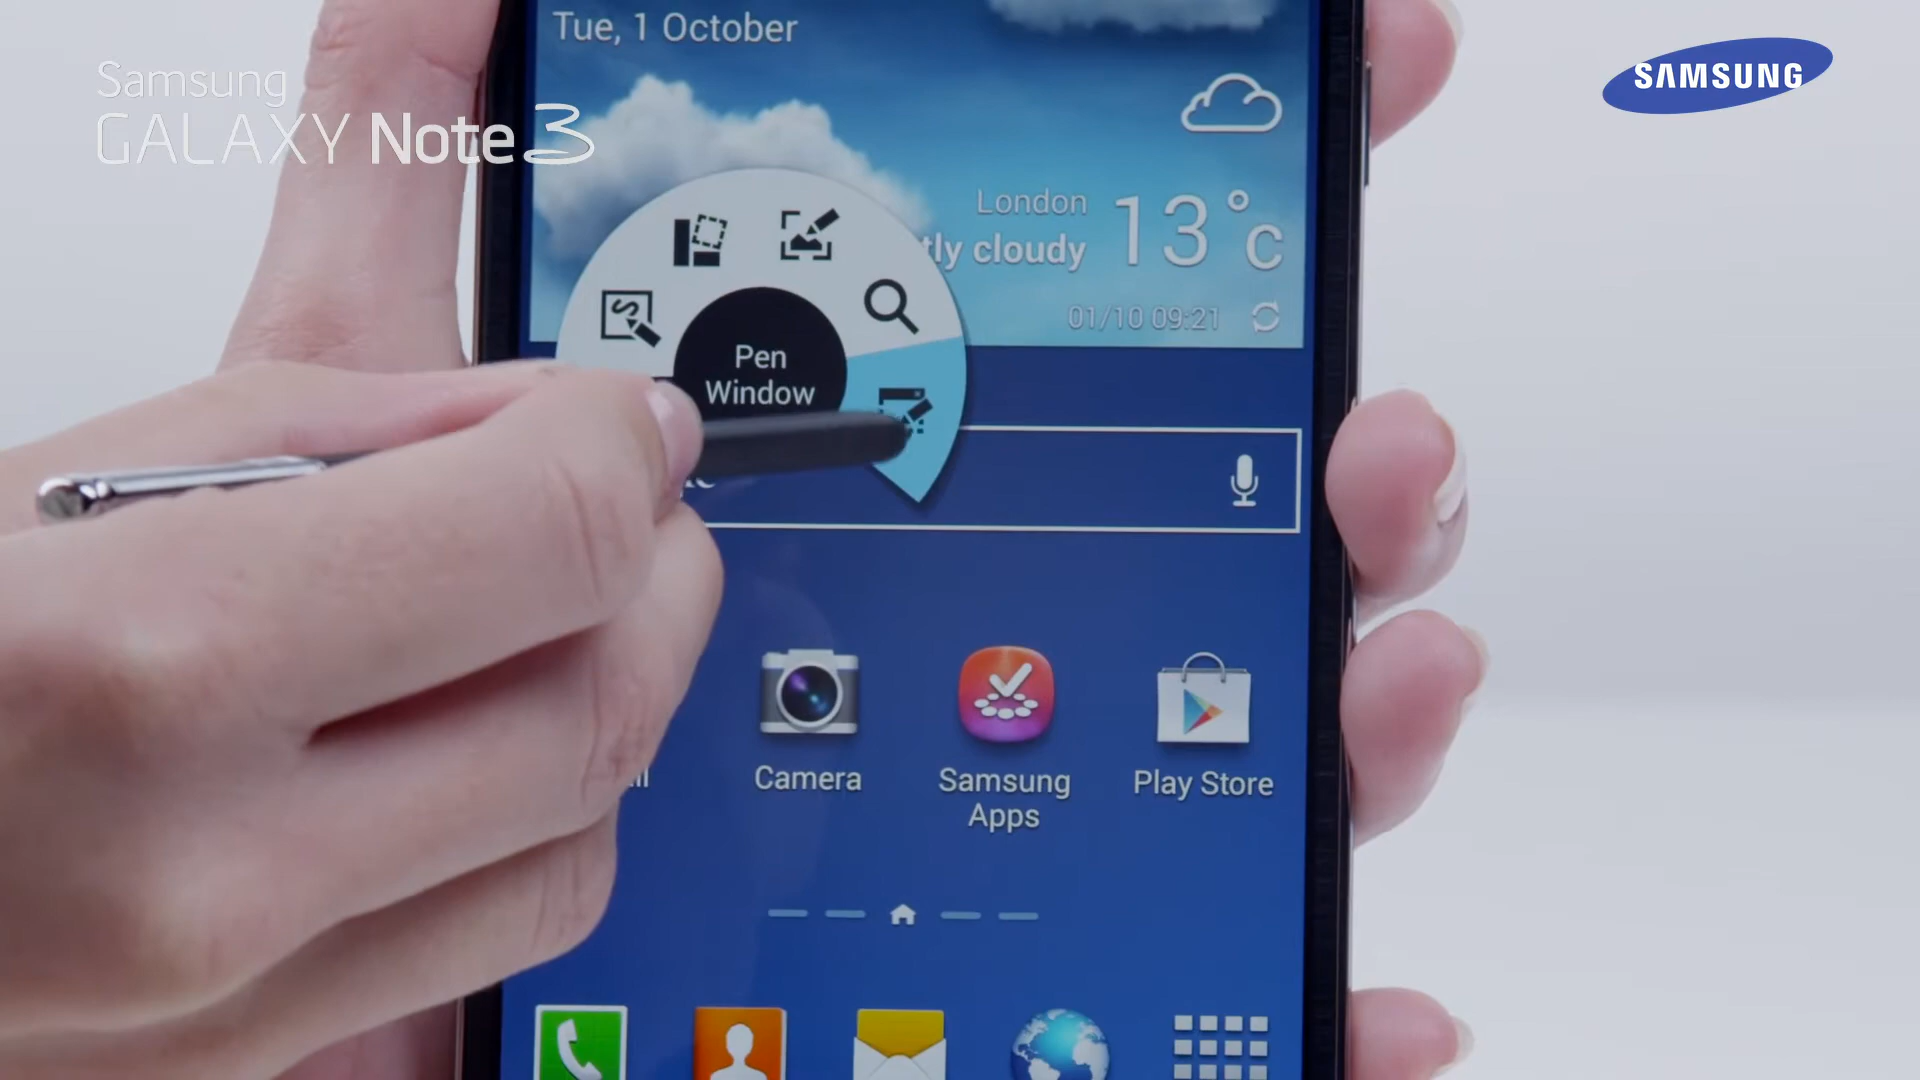 Tue, 1 October
Samsung
GALAXY Note 3
SAMSUNG
London
tly cloudy
13°C
01/10 09:21
Pen
Window
Camera
Samsung
Apps
Play Store